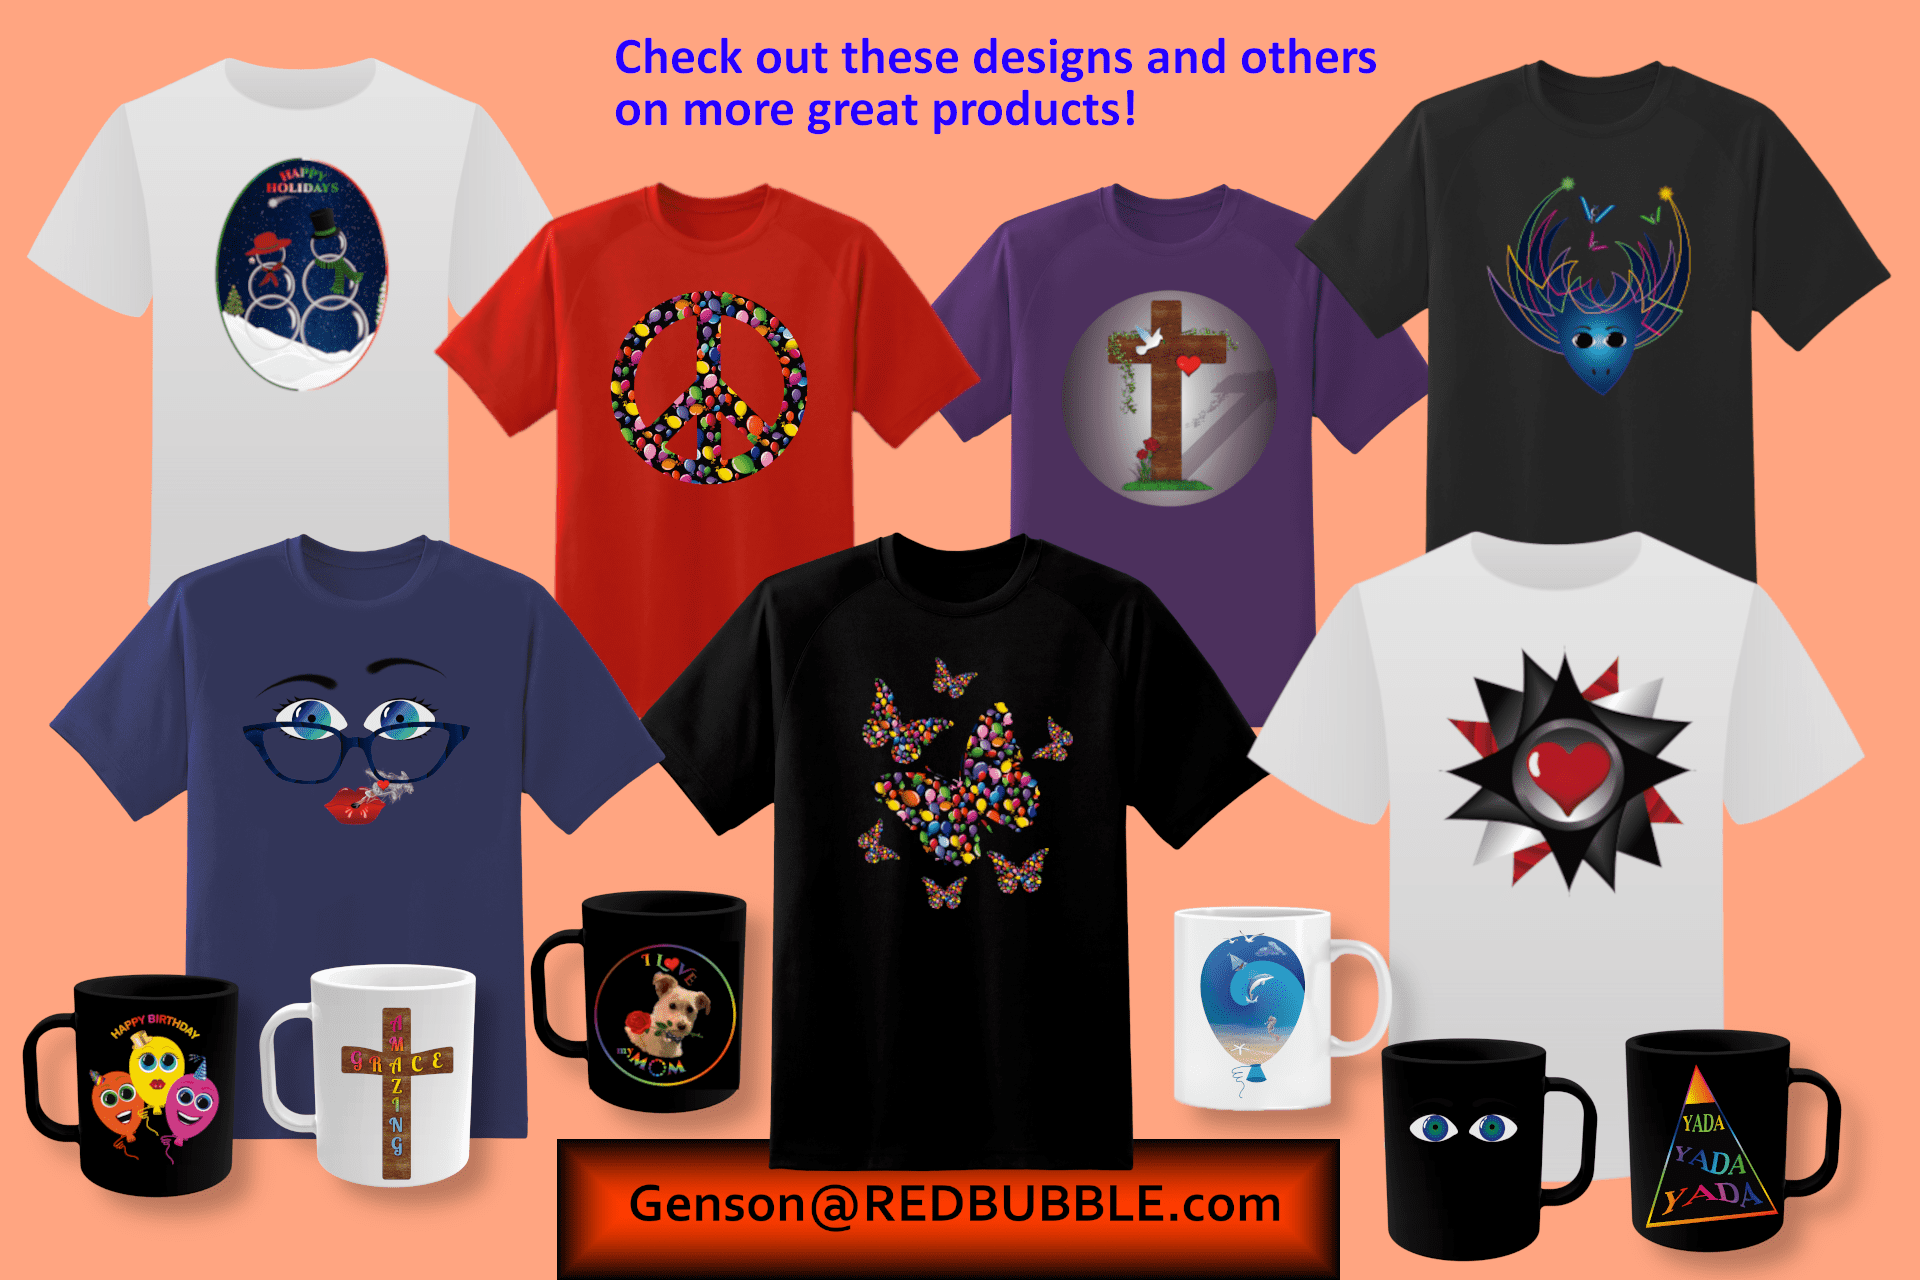 Check out these designs and others
on more great products!
HAPPY
HOLIDAYS
I LOVE
my MOM
HAPPY BIRTHDAY
AMAZING
GRACE
YADA
YADA
YADA
Genson@REDBUBBLE.com